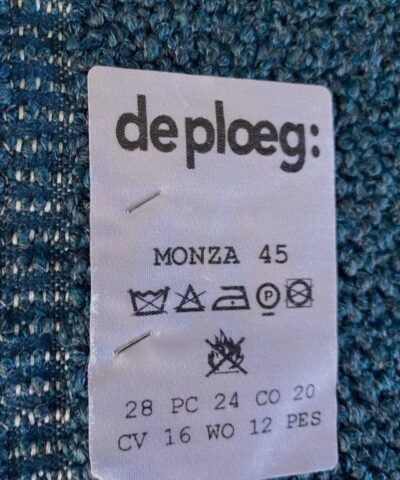 de ploeg:
MONZA 45
P
28 PC 24 CO 20
CV 16 WO 12 PES